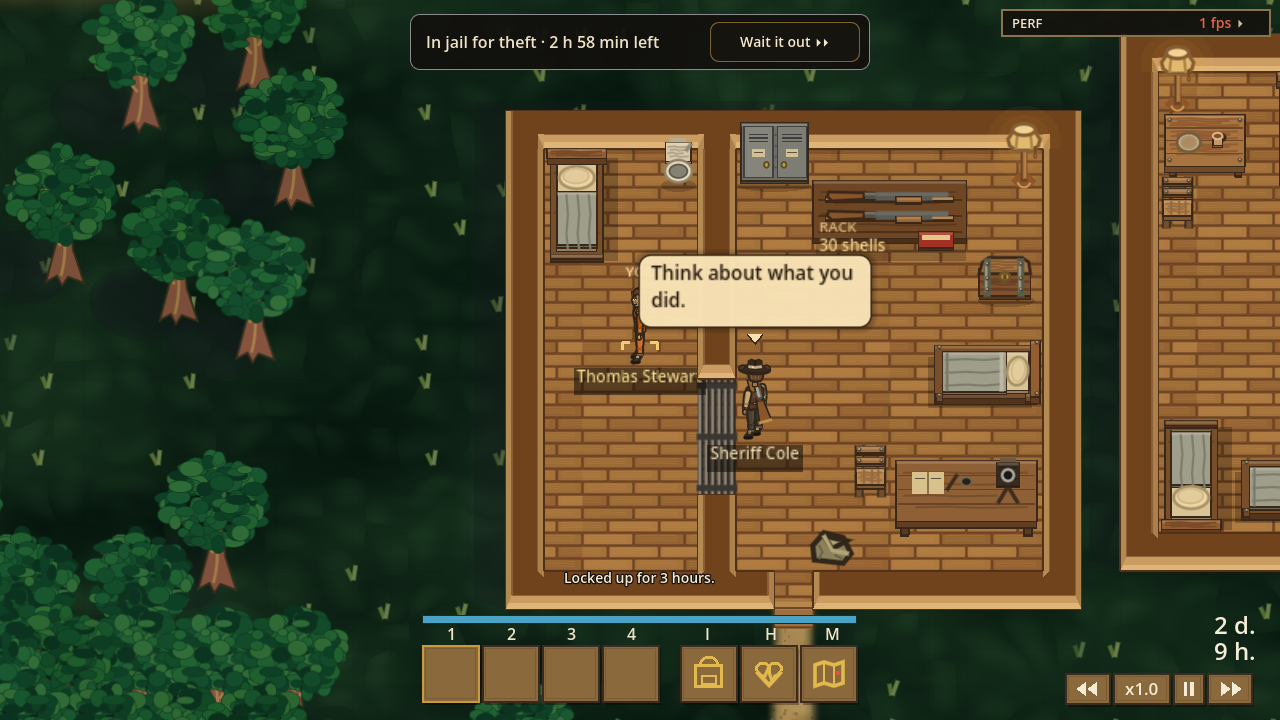 In jail for theft · 2 h 58 min left
Wait it out
PERF
1 fps
RACK
30 shells
Think about what you
did.
Thomas Stewar
Sheriff Cole
Locked up for 3 hours.
1 2 3 4 I H M
2 d.
9 h.
x1.0